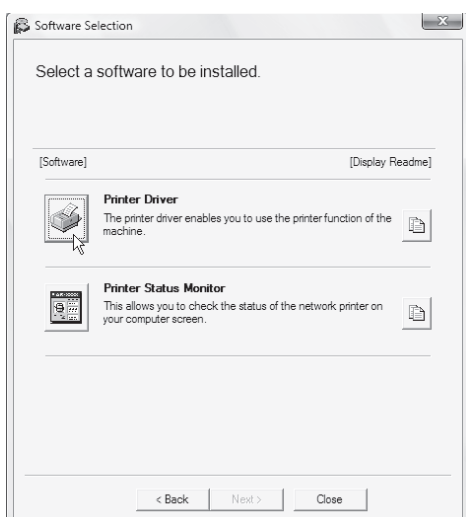 Software Selection
Select a software to be installed.
[Software] [Display Readme]
Printer Driver
The printer driver enables you to use the printer function of the
machine.
Printer Status Monitor
This allows you to check the status of the network printer on
your computer screen.
< Back Next > Close